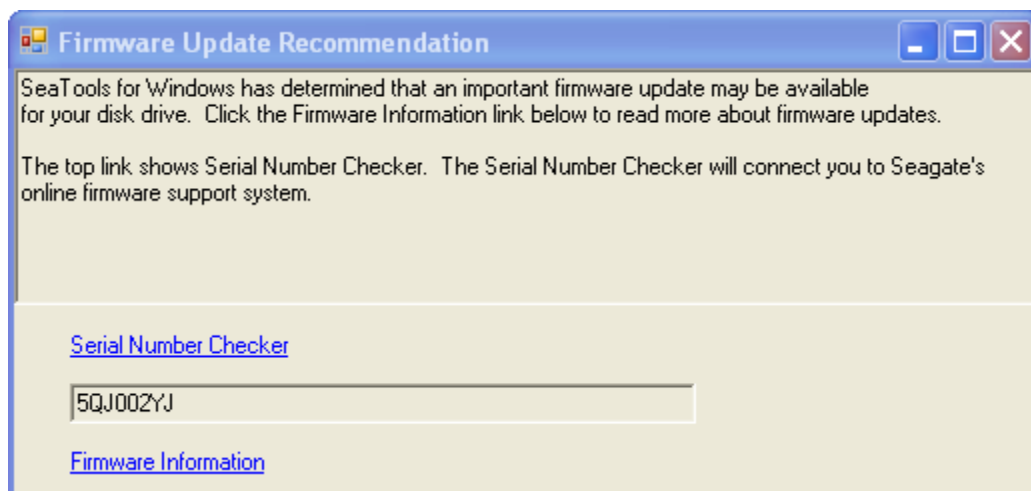 Firmware Update Recommendation
SeaTools for Windows has determined that an important firmware update may be available
for your disk drive.  Click the Firmware Information link below to read more about firmware updates.
The top link shows Serial Number Checker.  The Serial Number Checker will connect you to Seagate's
online firmware support system.
Serial Number Checker
5QJ002YJ
Firmware Information